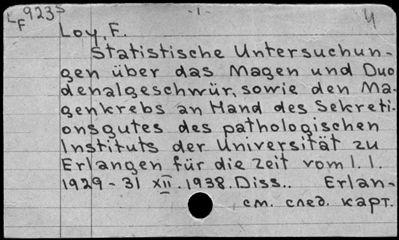 LF 923S -1- 4
Loy, F.
Statistische Untersuchun-
gen über das Magen und Duo
denalgeschwür, sowie den Ma-
genkrebs an Hand des Sekreti-
onsgutes des pathologischen
Instituts der Universität zu
Erlangen für die Zeit vom 1. 1.
1929 - 31 XII. 1938. Diss.. Erlan-
см. след. карт.